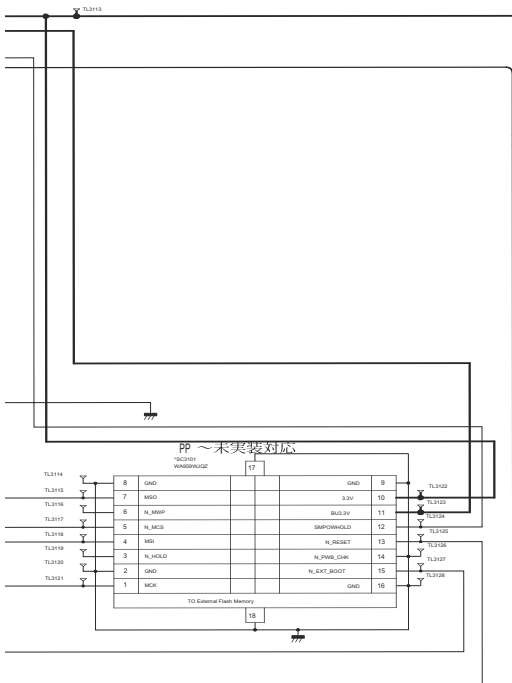 TL3113
PP ～未実装対応
*SC3101
WA959WJQZ
17
TL3114
8 GND GND 9
TL3115
7 MSO 3.3V 10 TL3122
TL3116
6 N_MWP BU3.3V 11 TL3123
TL3117
5 N_MCS SMPOWHOLD 12 TL3124
TL3118
4 MSI N_RESET 13 TL3125
TL3119
3 N_HOLD N_PWB_CHK 14 TL3126
TL3120
2 GND N_EXT_BOOT 15 TL3127
TL3121
1 MCK GND 16 TL3128
TO External Flash Memory
18